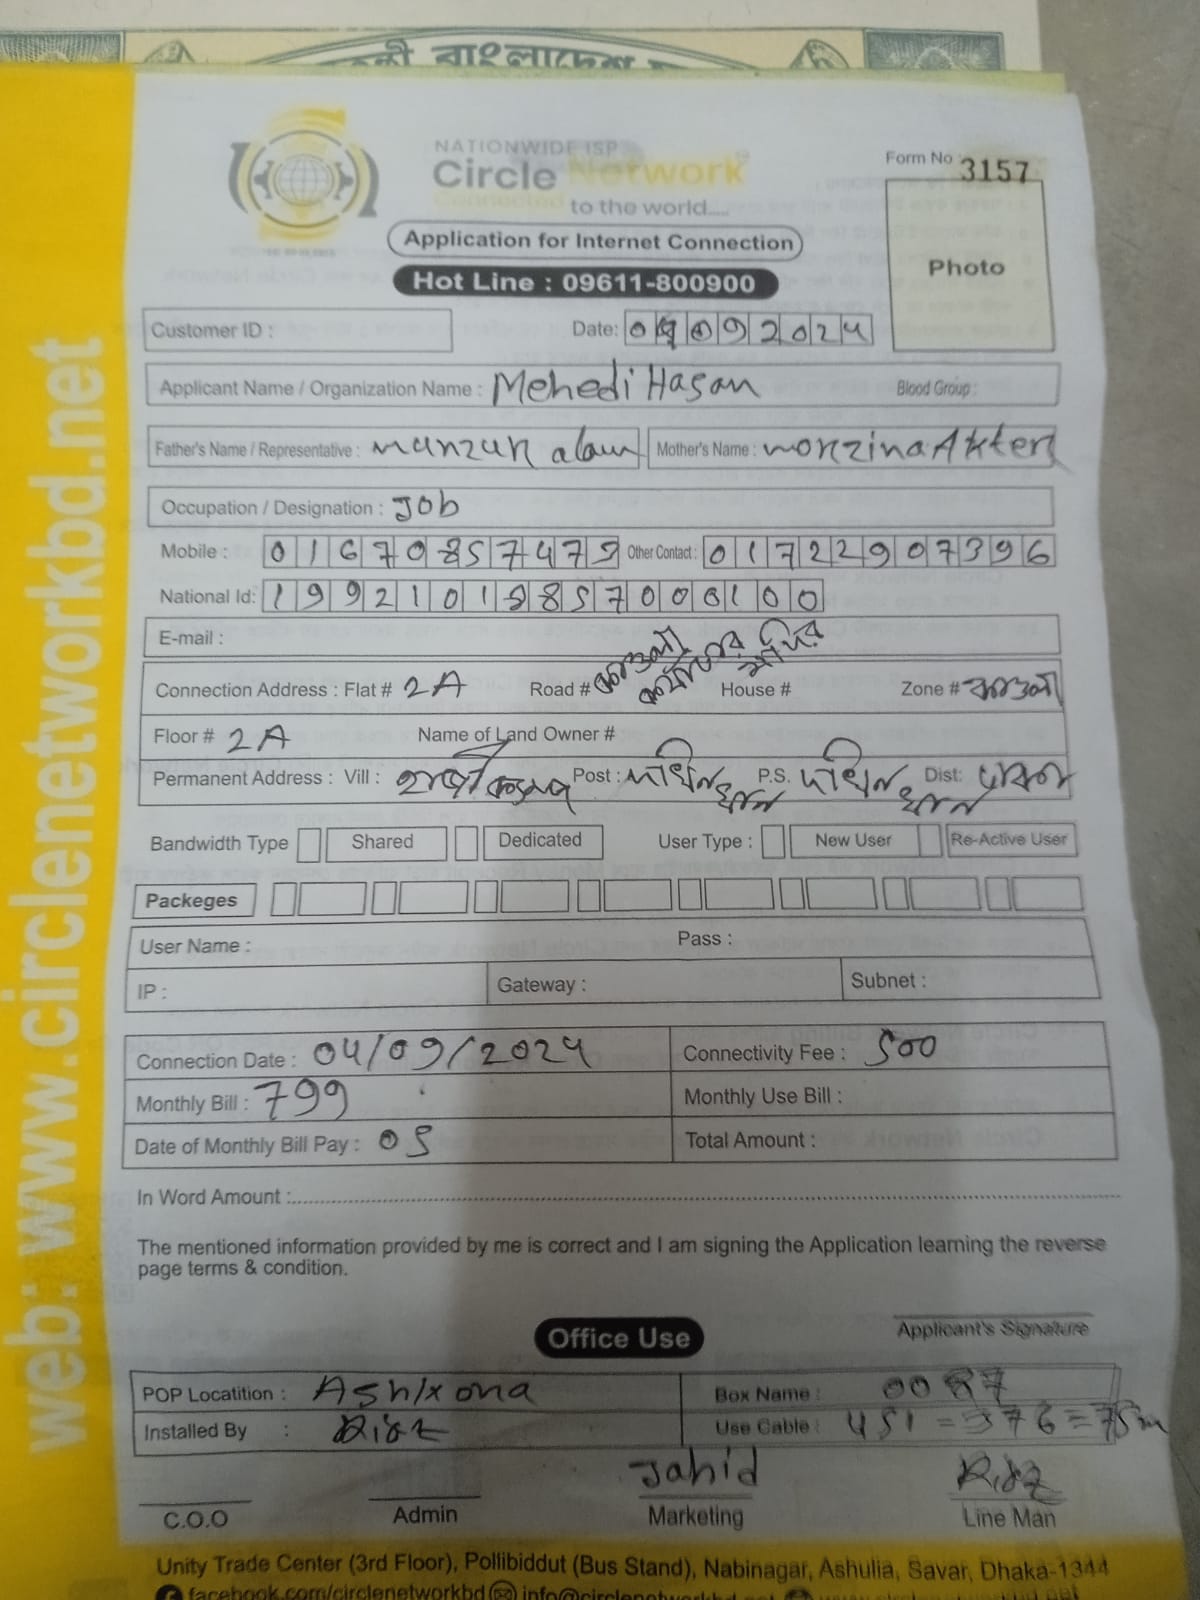 বাংলাদেশ
web: www.circlenetworkbd.net
NATIONWIDE ISP
Circle Network
Connected to the world....
Form No : 3157
Application for Internet Connection
Hot Line : 09611-800900
Photo
Customer ID : Date: 092024
Applicant Name / Organization Name : Mehedi Hasan Blood Group :
Father's Name / Representative : Munzur alam Mother's Name : Monzina Akter
Occupation / Designation : Job
Mobile : Other Contact : 01722907396
National Id:
E-mail :
Connection Address : Flat # 2A Road # House # Zone #
Floor # 2A Name of Land Owner #
Permanent Address : Vill : Post : P.S. Dist:
Bandwidth Type Shared Dedicated User Type : New User Re-Active User
Packeges
User Name : Pass :
IP : Gateway : Subnet :
Connection Date : 04/09/2024 Connectivity Fee : 500
Monthly Bill : 799 Monthly Use Bill :
Date of Monthly Bill Pay : 05 Total Amount :
In Word Amount :
The mentioned information provided by me is correct and I am signing the Application learning the reverse
page terms & condition.
Applicant's Signature
Office Use
POP Locatition : Ashkona Box Name : 0087
Installed By : Use Cable : 451 = 376 = 75m
Jahid
C.O.O Admin Marketing Line Man
Unity Trade Center (3rd Floor), Pollibiddut (Bus Stand), Nabinagar, Ashulia, Savar, Dhaka-1344
facebook.com/circlenetworkbd